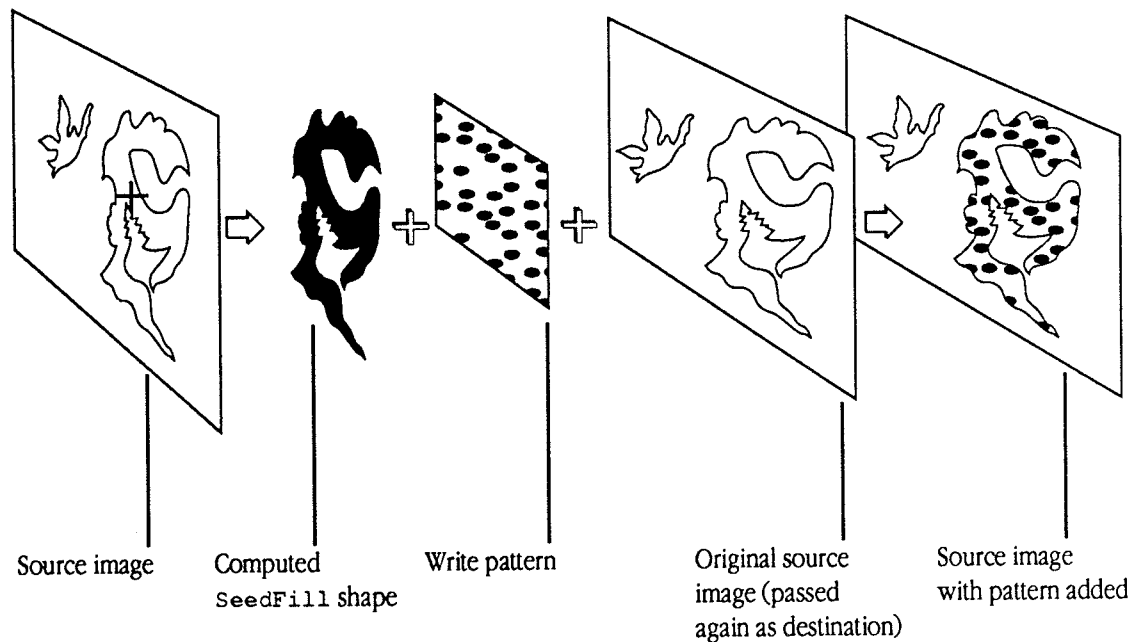 Source image
Computed
SeedFill shape
Write pattern
Original source
image (passed
again as destination)
Source image
with pattern added